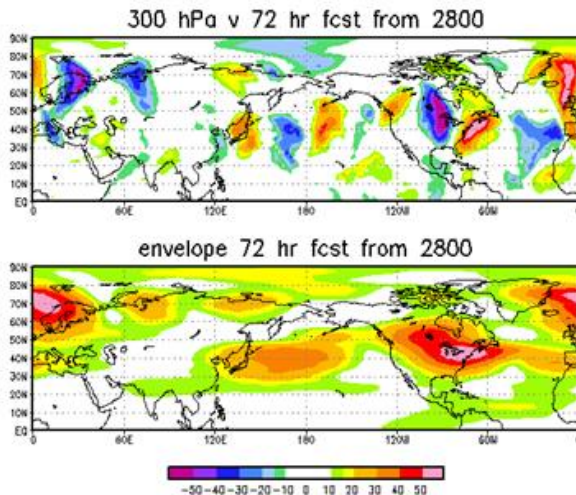 300 hPa v 72 hr fcst from 2800
90N
80N
70N
60N
50N
40N
30N
20N
10N
EQ
0 60E 120E 180 120W 60W 0
envelope 72 hr fcst from 2800
90N
80N
70N
60N
50N
40N
30N
20N
10N
EQ
0 60E 120E 180 120W 60W 0
-50 -40 -30 -20 -10 0 10 20 30 40 50